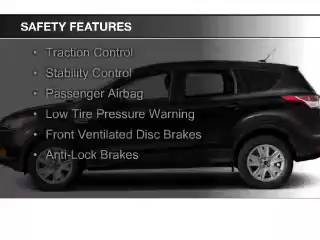 SAFETY FEATURES
• Traction Control
• Stability Control
• Passenger Airbag
• Low Tire Pressure Warning
• Front Ventilated Disc Brakes
• Anti-Lock Brakes